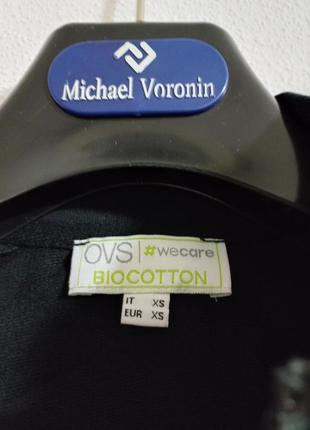 Michael Voronin
OVS #wecare
BIOCOTTON
IT XS
EUR XS